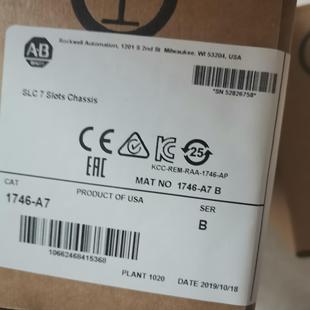 AB
Rockwell Automation, 1201 S 2nd St Milwaukee, WI 53204, USA
*SN 52826758*
SLC 7 Slots Chassis
CE
25
KCC-REM-RAA-1746-AP
EAC
MAT NO 1746-A7 B
PRODUCT OF USA
CAT
1746-A7
SER
B
10662468415368
PLANT 1020
DATE 2019/10/18